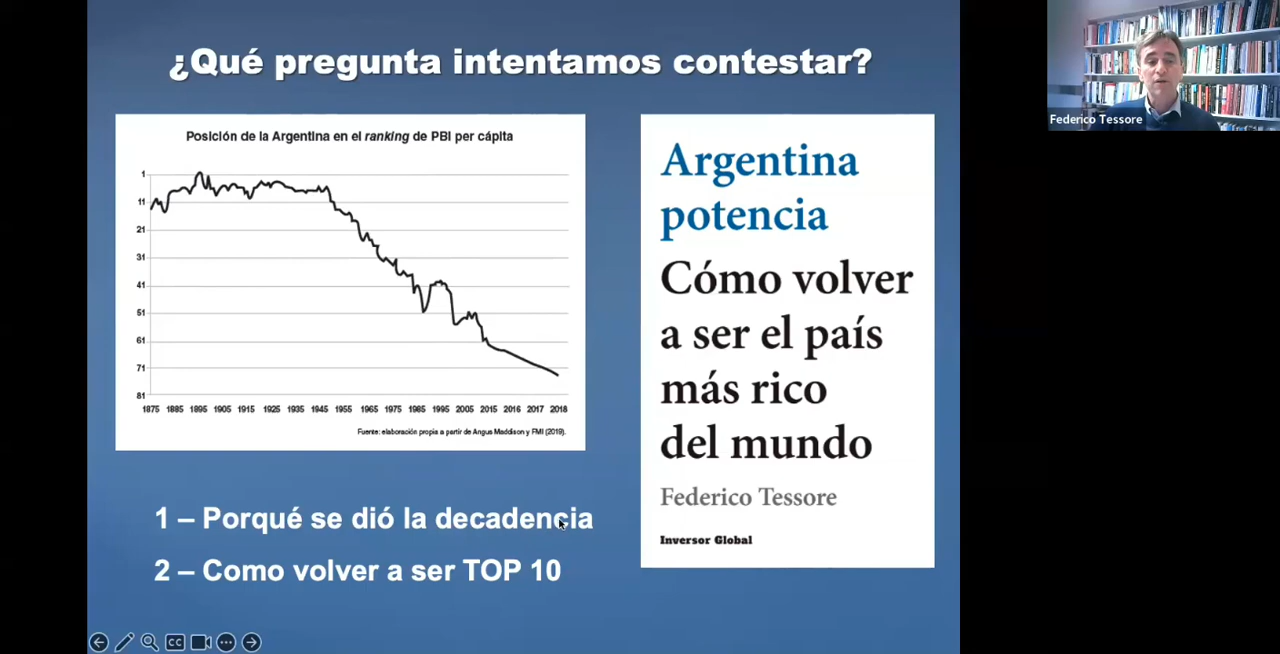 ¿Qué pregunta intentamos contestar?
Posición de la Argentina en el ranking de PBI per cápita
1
11
21
31
41
51
61
71
81
1875 1885 1895 1905 1915 1925 1935 1945 1955 1965 1975 1985 1995 2005 2015 2016 2017 2018
Fuente: elaboración propia a partir de Angus Maddison y FMI (2019).
Argentina
potencia
Cómo volver
a ser el país
más rico
del mundo
Federico Tessore
Inversor Global
1 – Porqué se dió la decadencia
2 – Como volver a ser TOP 10
Federico Tessore
CC